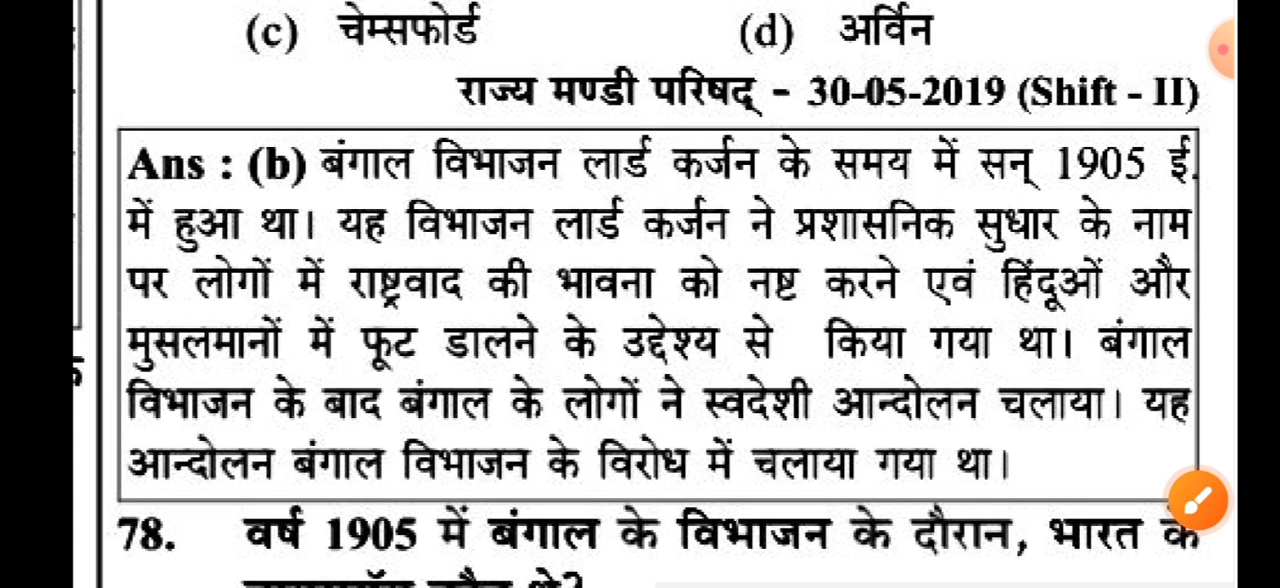 (c) चेम्सफोर्ड (d) अर्विन
राज्य मण्डी परिषद् - 30-05-2019 (Shift - II)
Ans : (b) बंगाल विभाजन लार्ड कर्जन के समय में सन् 1905 ई.
में हुआ था। यह विभाजन लार्ड कर्जन ने प्रशासनिक सुधार के नाम
पर लोगों में राष्ट्रवाद की भावना को नष्ट करने एवं हिंदूओं और
मुसलमानों में फूट डालने के उद्देश्य से किया गया था। बंगाल
विभाजन के बाद बंगाल के लोगों ने स्वदेशी आन्दोलन चलाया। यह
आन्दोलन बंगाल विभाजन के विरोध में चलाया गया था।
78. वर्ष 1905 में बंगाल के विभाजन के दौरान, भारत के